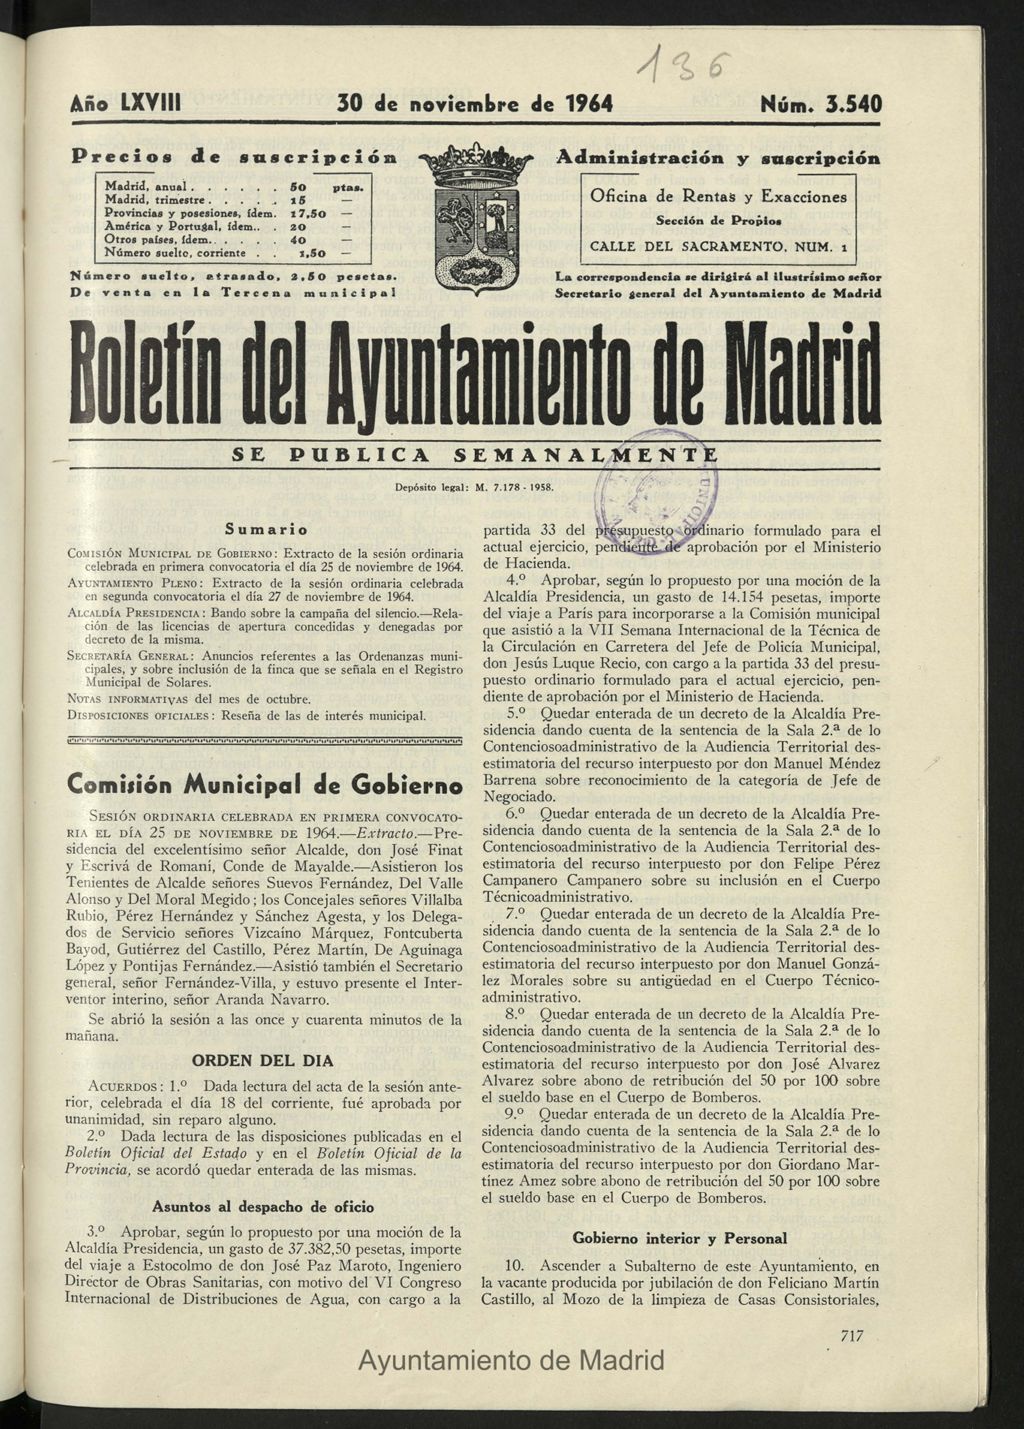 136
Año LXVIII 30 de noviembre de 1964 Núm. 3.540
Precios de suscripción
Madrid, anual. . . . . . 50 ptas.
Madrid, trimestre. . . . . 15 —
Provincias y posesiones, ídem. 17,50 —
América y Portugal, ídem.. . 20 —
Otros países, ídem. . . . . . 40 —
Número suelto, corriente . . 1,50 —
Número suelto, atrasado, 2,50 pesetas.
De venta en la Tercena municipal
Administración y suscripción
Oficina de Rentas y Exacciones
Sección de Propios
CALLE DEL SACRAMENTO, NUM. 1
La correspondencia se dirigirá al ilustrísimo señor
Secretario general del Ayuntamiento de Madrid
Boletín del Ayuntamiento de Madrid
SE PUBLICA SEMANALMENTE
Depósito legal: M. 7.178 - 1958.
Sumario
COMISIÓN MUNICIPAL DE GOBIERNO: Extracto de la sesión ordinaria
celebrada en primera convocatoria el día 25 de noviembre de 1964.
AYUNTAMIENTO PLENO: Extracto de la sesión ordinaria celebrada
en segunda convocatoria el día 27 de noviembre de 1964.
ALCALDÍA PRESIDENCIA: Bando sobre la campaña del silencio.—Rela-
ción de las licencias de apertura concedidas y denegadas por
decreto de la misma.
SECRETARÍA GENERAL: Anuncios referentes a las Ordenanzas muni-
cipales, y sobre inclusión de la finca que se señala en el Registro
Municipal de Solares.
NOTAS INFORMATIVAS del mes de octubre.
DISPOSICIONES OFICIALES: Reseña de las de interés municipal.
Comisión Municipal de Gobierno
SESIÓN ORDINARIA CELEBRADA EN PRIMERA CONVOCATO-
RIA EL DÍA 25 DE NOVIEMBRE DE 1964.—Extracto.—Pre-
sidencia del excelentísimo señor Alcalde, don José Finat
y Escrivá de Romaní, Conde de Mayalde.—Asistieron los
Tenientes de Alcalde señores Suevos Fernández, Del Valle
Alonso y Del Moral Megido; los Concejales señores Villalba
Rubio, Pérez Hernández y Sánchez Agesta, y los Delega-
dos de Servicio señores Vizcaíno Márquez, Fontcuberta
Bayod, Gutiérrez del Castillo, Pérez Martín, De Aguinaga
López y Pontijas Fernández.—Asistió también el Secretario
general, señor Fernández-Villa, y estuvo presente el Inter-
ventor interino, señor Aranda Navarro.
Se abrió la sesión a las once y cuarenta minutos de la
mañana.
ORDEN DEL DIA
ACUERDOS: 1.º Dada lectura del acta de la sesión ante-
rior, celebrada el día 18 del corriente, fué aprobada por
unanimidad, sin reparo alguno.
2.º Dada lectura de las disposiciones publicadas en el
Boletín Oficial del Estado y en el Boletín Oficial de la
Provincia, se acordó quedar enterada de las mismas.
Asuntos al despacho de oficio
3.º Aprobar, según lo propuesto por una moción de la
Alcaldía Presidencia, un gasto de 37.382,50 pesetas, importe
del viaje a Estocolmo de don José Paz Maroto, Ingeniero
Director de Obras Sanitarias, con motivo del VI Congreso
Internacional de Distribuciones de Agua, con cargo a la
partida 33 del presupuesto ordinario formulado para el
actual ejercicio, pendiente de aprobación por el Ministerio
de Hacienda.
4.º Aprobar, según lo propuesto por una moción de la
Alcaldía Presidencia, un gasto de 14.154 pesetas, importe
del viaje a París para incorporarse a la Comisión municipal
que asistió a la VII Semana Internacional de la Técnica de
la Circulación en Carretera del Jefe de Policía Municipal,
don Jesús Luque Recio, con cargo a la partida 33 del presu-
puesto ordinario formulado para el actual ejercicio, pen-
diente de aprobación por el Ministerio de Hacienda.
5.º Quedar enterada de un decreto de la Alcaldía Pre-
sidencia dando cuenta de la sentencia de la Sala 2.ª de lo
Contenciosoadministrativo de la Audiencia Territorial des-
estimatoria del recurso interpuesto por don Manuel Méndez
Barrena sobre reconocimiento de la categoría de Jefe de
Negociado.
6.º Quedar enterada de un decreto de la Alcaldía Pre-
sidencia dando cuenta de la sentencia de la Sala 2.ª de lo
Contenciosoadministrativo de la Audiencia Territorial des-
estimatoria del recurso interpuesto por don Felipe Pérez
Campanero Campanero sobre su inclusión en el Cuerpo
Técnicoadministrativo.
7.º Quedar enterada de un decreto de la Alcaldía Pre-
sidencia dando cuenta de la sentencia de la Sala 2.ª de lo
Contenciosoadministrativo de la Audiencia Territorial des-
estimatoria del recurso interpuesto por don Manuel Gonzá-
lez Morales sobre su antigüedad en el Cuerpo Técnico-
administrativo.
8.º Quedar enterada de un decreto de la Alcaldía Pre-
sidencia dando cuenta de la sentencia de la Sala 2.ª de lo
Contenciosoadministrativo de la Audiencia Territorial des-
estimatoria del recurso interpuesto por don José Alvarez
Alvarez sobre abono de retribución del 50 por 100 sobre
el sueldo base en el Cuerpo de Bomberos.
9.º Quedar enterada de un decreto de la Alcaldía Pre-
sidencia dando cuenta de la sentencia de la Sala 2.ª de lo
Contenciosoadministrativo de la Audiencia Territorial des-
estimatoria del recurso interpuesto por don Giordano Mar-
tínez Amez sobre abono de retribución del 50 por 100 sobre
el sueldo base en el Cuerpo de Bomberos.
Gobierno interior y Personal
10. Ascender a Subalterno de este Ayuntamiento, en
la vacante producida por jubilación de don Feliciano Martín
Castillo, al Mozo de la limpieza de Casas Consistoriales,
717
Ayuntamiento de Madrid